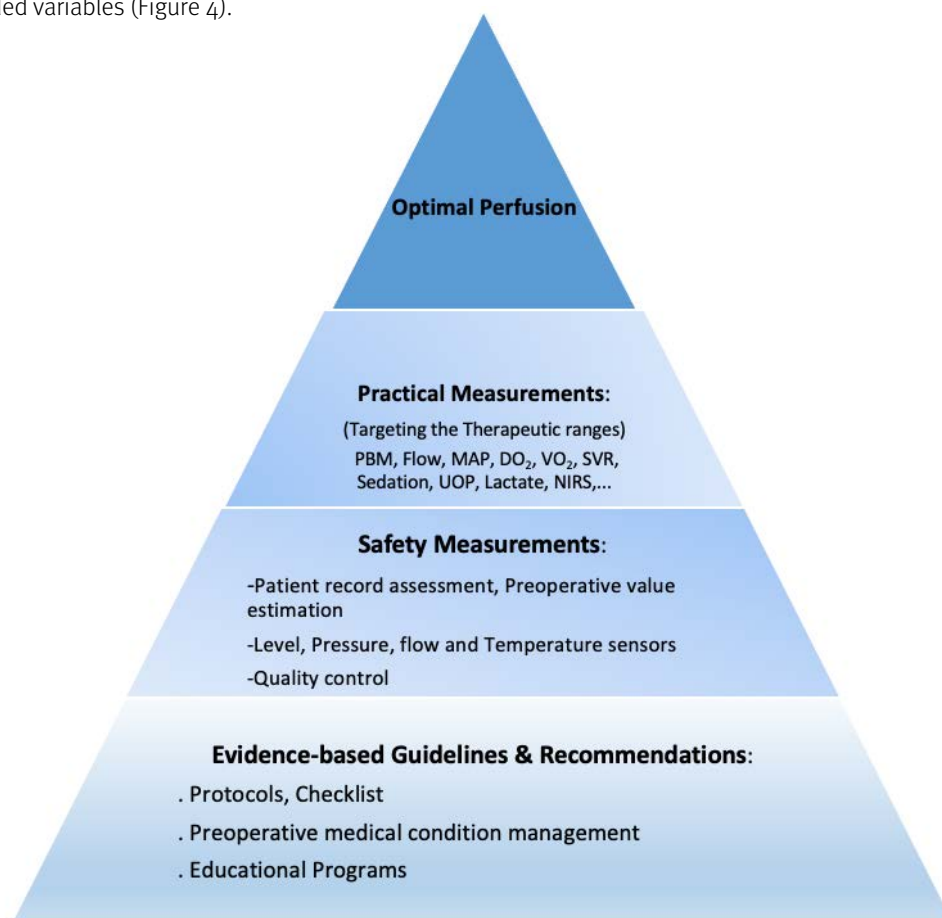 ded variables (Figure 4).
Optimal Perfusion
Practical Measurements:
(Targeting the Therapeutic ranges)
PBM, Flow, MAP, DO₂, VO₂, SVR,
Sedation, UOP, Lactate, NIRS,...
Safety Measurements:
-Patient record assessment, Preoperative value
estimation
-Level, Pressure, flow and Temperature sensors
-Quality control
Evidence-based Guidelines & Recommendations:
. Protocols, Checklist
. Preoperative medical condition management
. Educational Programs